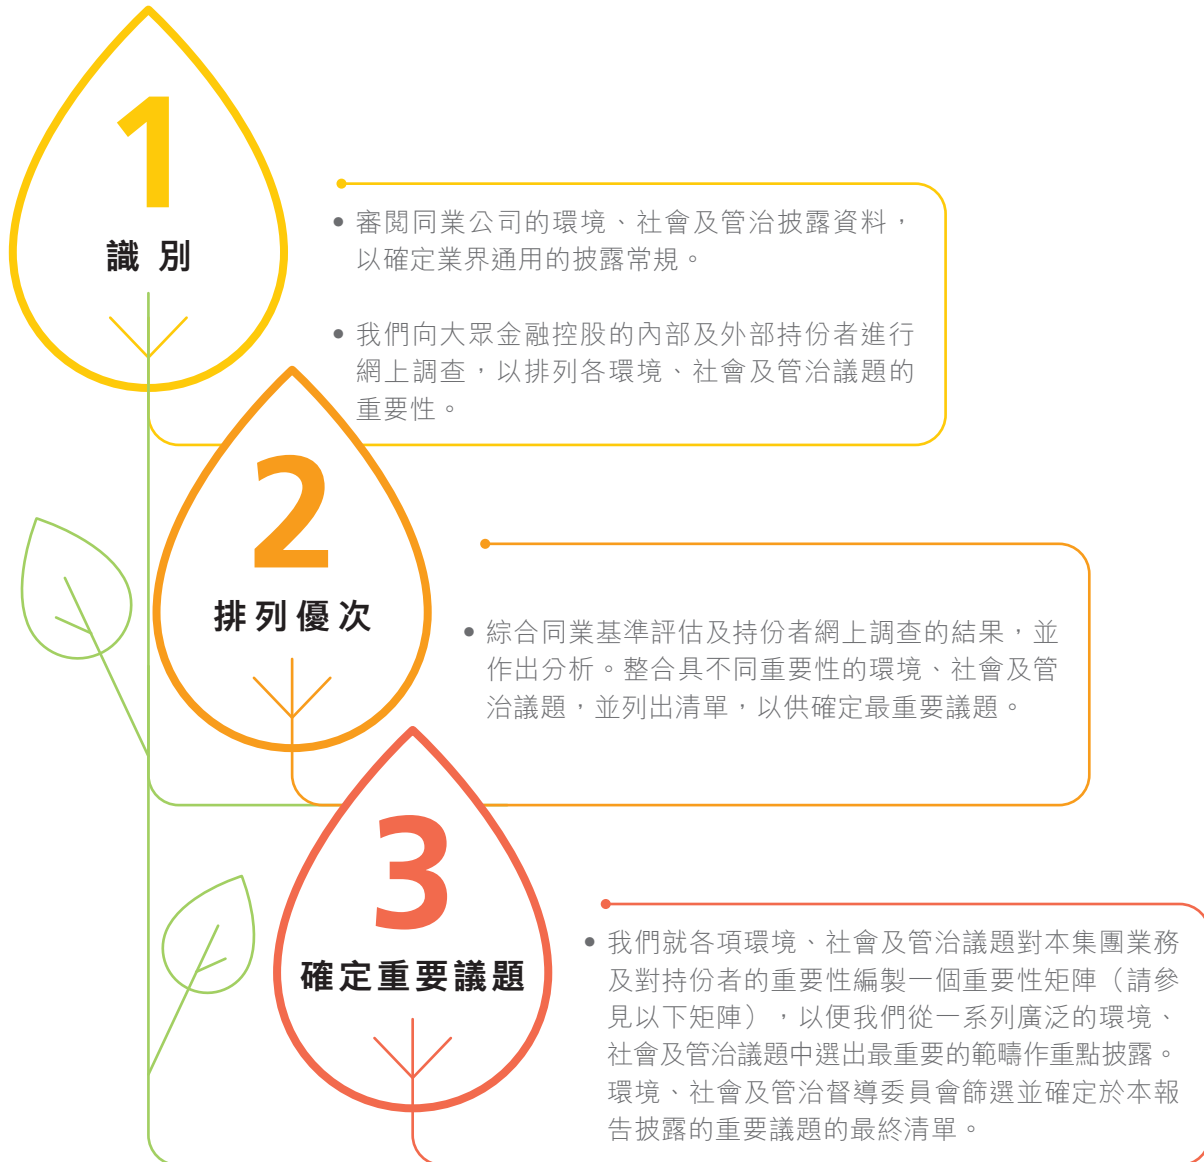 1
識別
• 審閱同業公司的環境、社會及管治披露資料，
以確定業界通用的披露常規。
• 我們向大眾金融控股的內部及外部持份者進行
網上調查，以排列各環境、社會及管治議題的
重要性。
2
排列優次
• 綜合同業基準評估及持份者網上調查的結果，並
作出分析。整合具不同重要性的環境、社會及管
治議題，並列出清單，以供確定最重要議題。
3
確定重要議題
• 我們就各項環境、社會及管治議題對本集團業務
及對持份者的重要性編製一個重要性矩陣（請參
見以下矩陣），以便我們從一系列廣泛的環境、
社會及管治議題中選出最重要的範疇作重點披露。
環境、社會及管治督導委員會篩選並確定於本報
告披露的重要議題的最終清單。